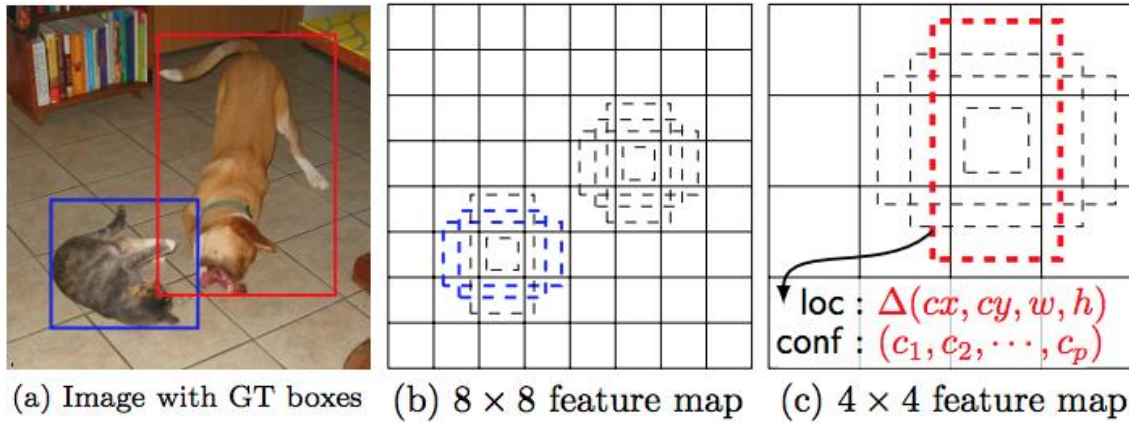 loc : Δ(cx, cy, w, h)
conf : (c₁, c₂, ⋯, cₚ)
(a) Image with GT boxes
(b) 8 × 8 feature map
(c) 4 × 4 feature map